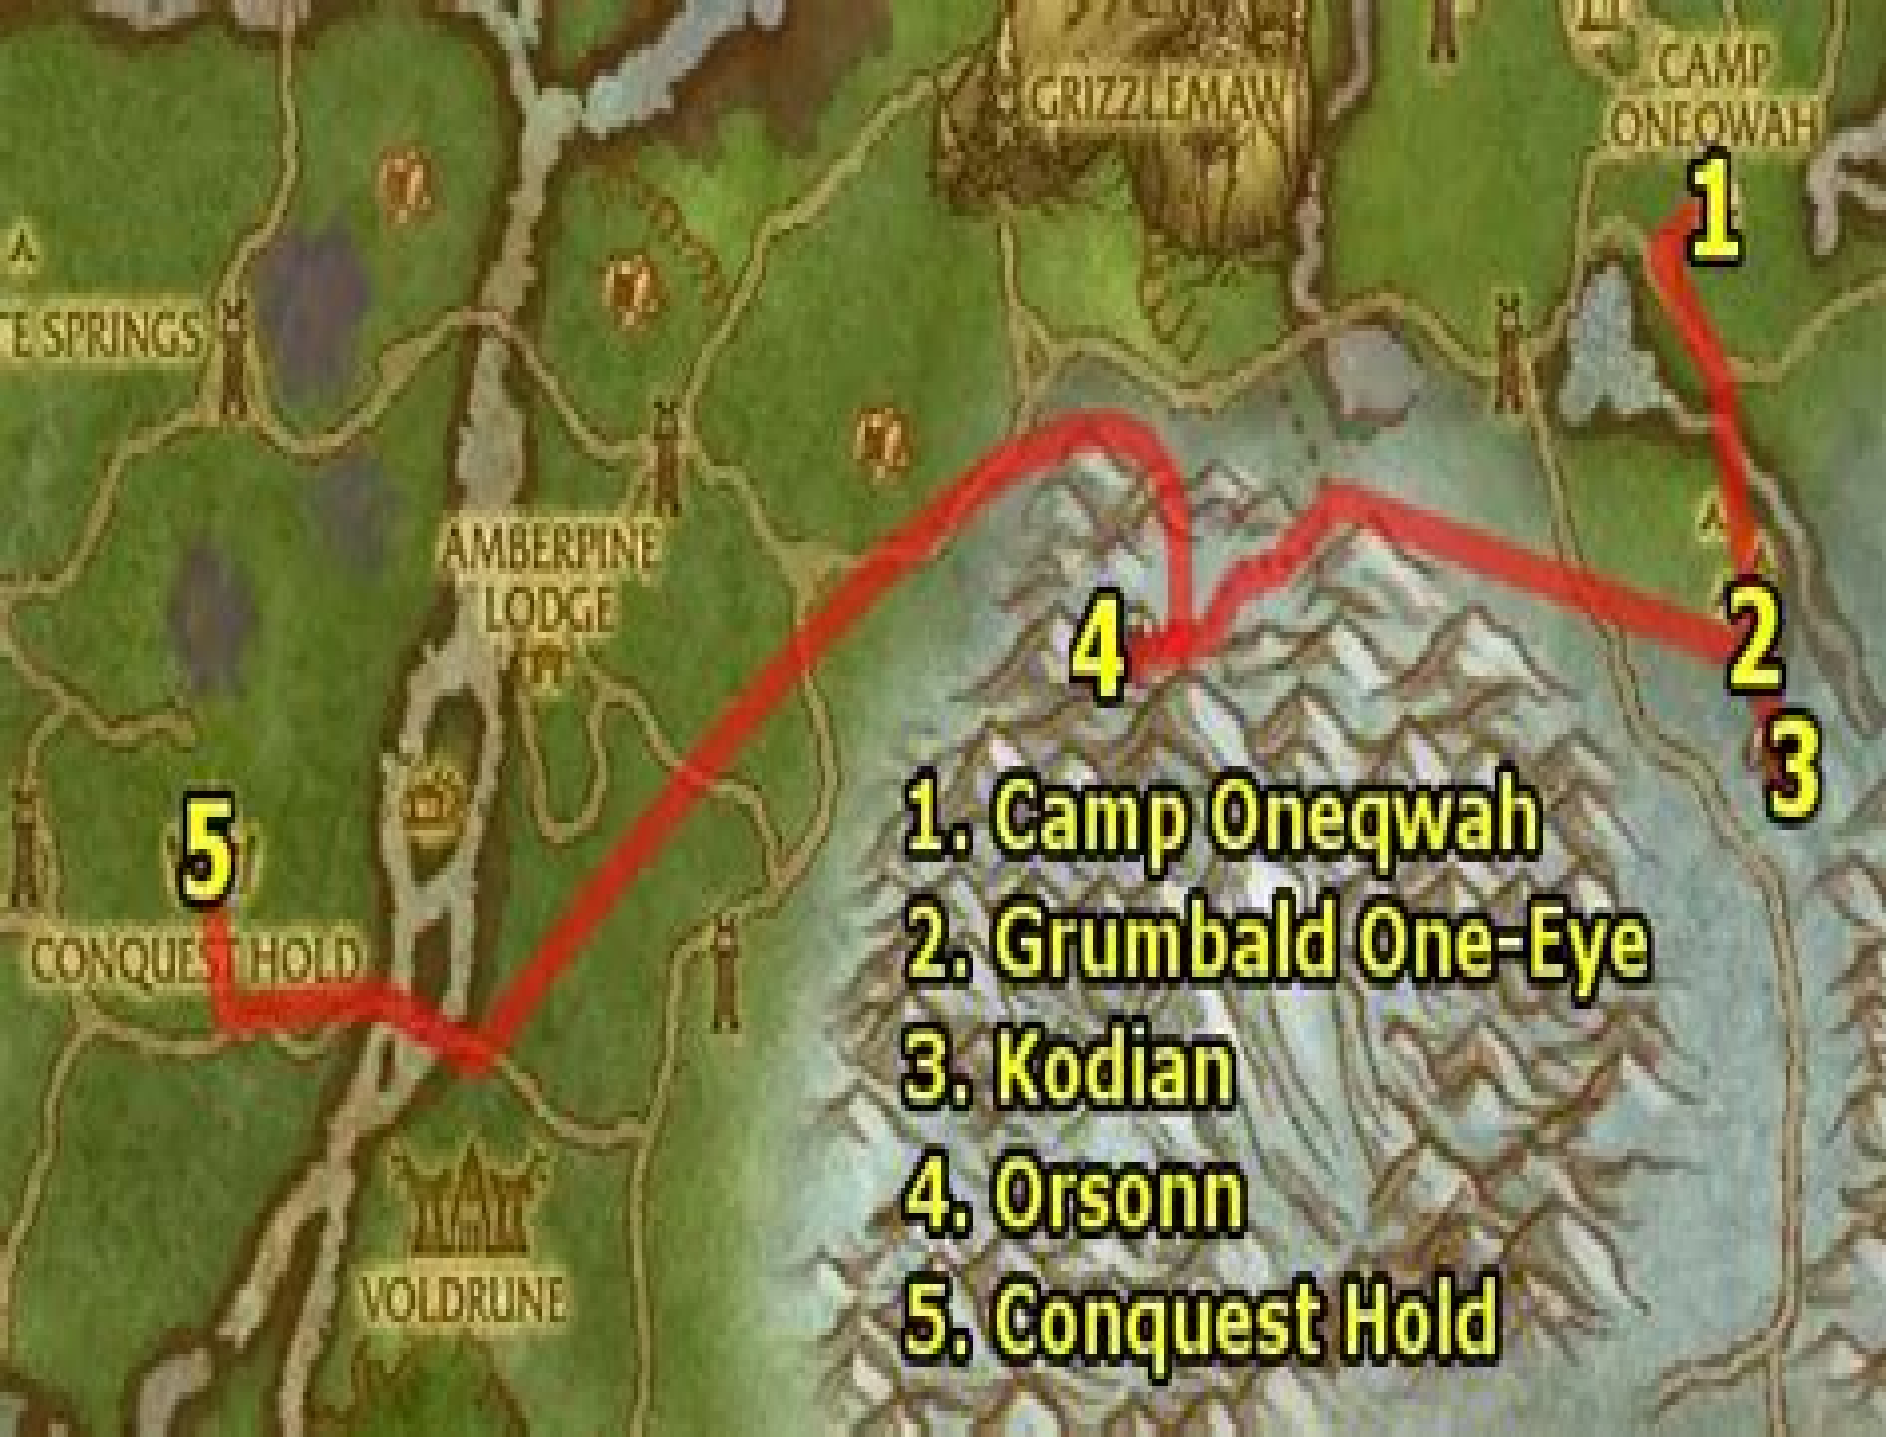 GRIZZLEMAW
CAMP
ONEQWAH
1
TE SPRINGS
AMBERPINE
LODGE
2
4
3
5
CONQUEST HOLD
VOLDRUNE
1. Camp Oneqwah
2. Grumbald One-Eye
3. Kodian
4. Orsonn
5. Conquest Hold